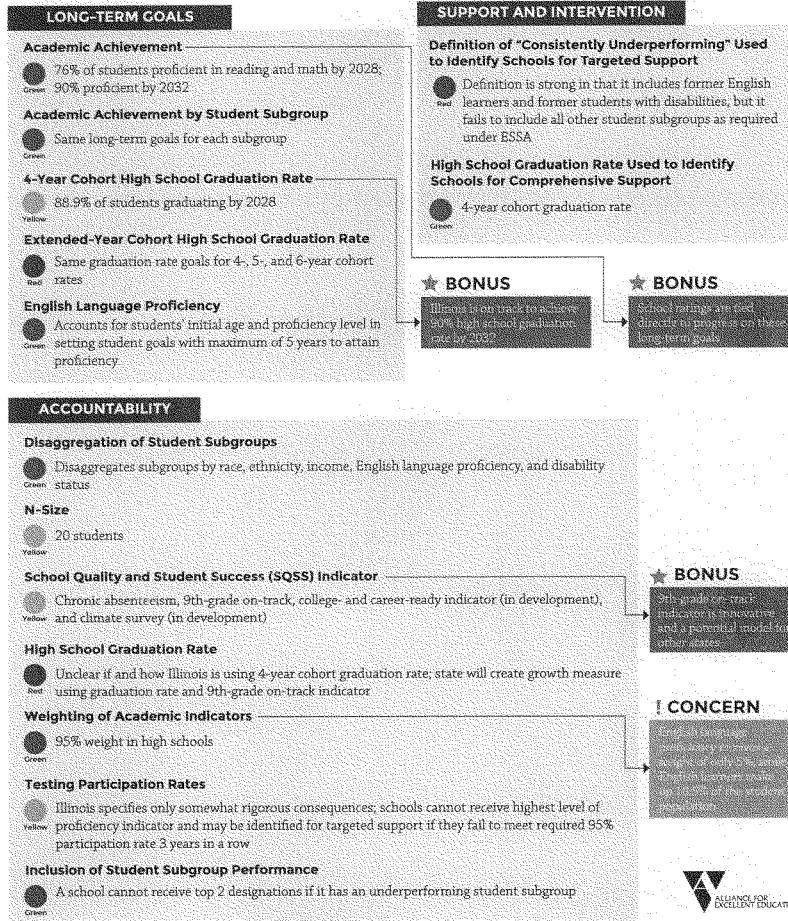 LONG-TERM GOALS
Academic Achievement
Green
76% of students proficient in reading and math by 2028;
90% proficient by 2032
Academic Achievement by Student Subgroup
Green
Same long-term goals for each subgroup
4-Year Cohort High School Graduation Rate
Yellow
88.9% of students graduating by 2028
Extended-Year Cohort High School Graduation Rate
Red
Same graduation rate goals for 4-, 5-, and 6-year cohort
rates
English Language Proficiency
Green
Accounts for students' initial age and proficiency level in
setting student goals with maximum of 5 years to attain
proficiency
SUPPORT AND INTERVENTION
Definition of "Consistently Underperforming" Used
to Identify Schools for Targeted Support
Red
Definition is strong in that it includes former English
learners and former students with disabilities, but it
fails to include all other student subgroups as required
under ESSA
High School Graduation Rate Used to Identify
Schools for Comprehensive Support
Green
4-year cohort graduation rate
BONUS
Illinois is on track to achieve
90% high school graduation
rate by 2032
BONUS
School ratings are tied
directly to progress on these
long-term goals
ACCOUNTABILITY
Disaggregation of Student Subgroups
Green
Disaggregates subgroups by race, ethnicity, income, English language proficiency, and disability
status
N-Size
Yellow
20 students
School Quality and Student Success (SQSS) Indicator
Yellow
Chronic absenteeism, 9th-grade on-track, college- and career-ready indicator (in development),
and climate survey (in development)
High School Graduation Rate
Red
Unclear if and how Illinois is using 4-year cohort graduation rate; state will create growth measure
using graduation rate and 9th-grade on-track indicator
Weighting of Academic Indicators
Green
95% weight in high schools
Testing Participation Rates
Yellow
Illinois specifies only somewhat rigorous consequences; schools cannot receive highest level of
proficiency indicator and may be identified for targeted support if they fail to meet required 95%
participation rate 3 years in a row
Inclusion of Student Subgroup Performance
Green
A school cannot receive top 2 designations if it has an underperforming student subgroup
BONUS
9th-grade on-track
indicator is innovative
and a potential model for
other states
! CONCERN
English language
proficiency
weight of only 5%
English learners make
ALLIANCE FOR
EXCELLENT EDUCAT